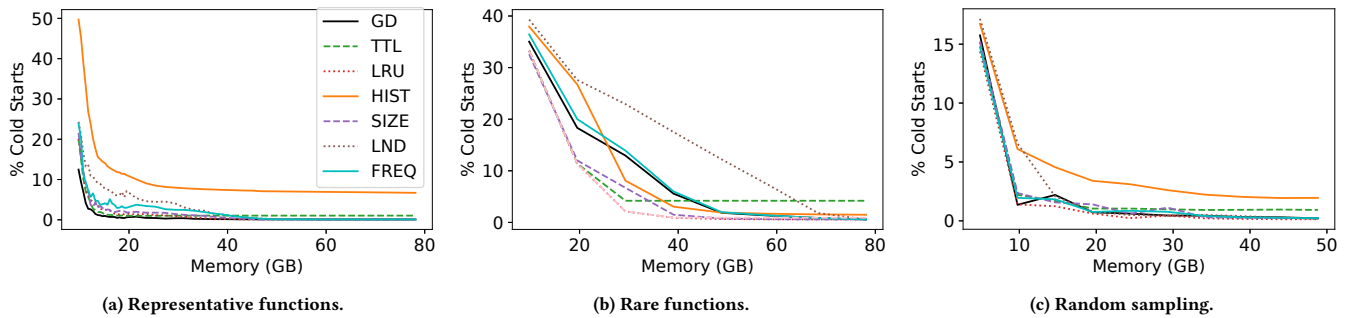 50
40
30
20
10
0
% Cold Starts
20
40
60
80
Memory (GB)
GD
TTL
LRU
HIST
SIZE
LND
FREQ
(a) Representative functions.
40
30
20
10
0
% Cold Starts
20
40
60
80
Memory (GB)
(b) Rare functions.
15
10
5
0
% Cold Starts
10
20
30
40
50
Memory (GB)
(c) Random sampling.